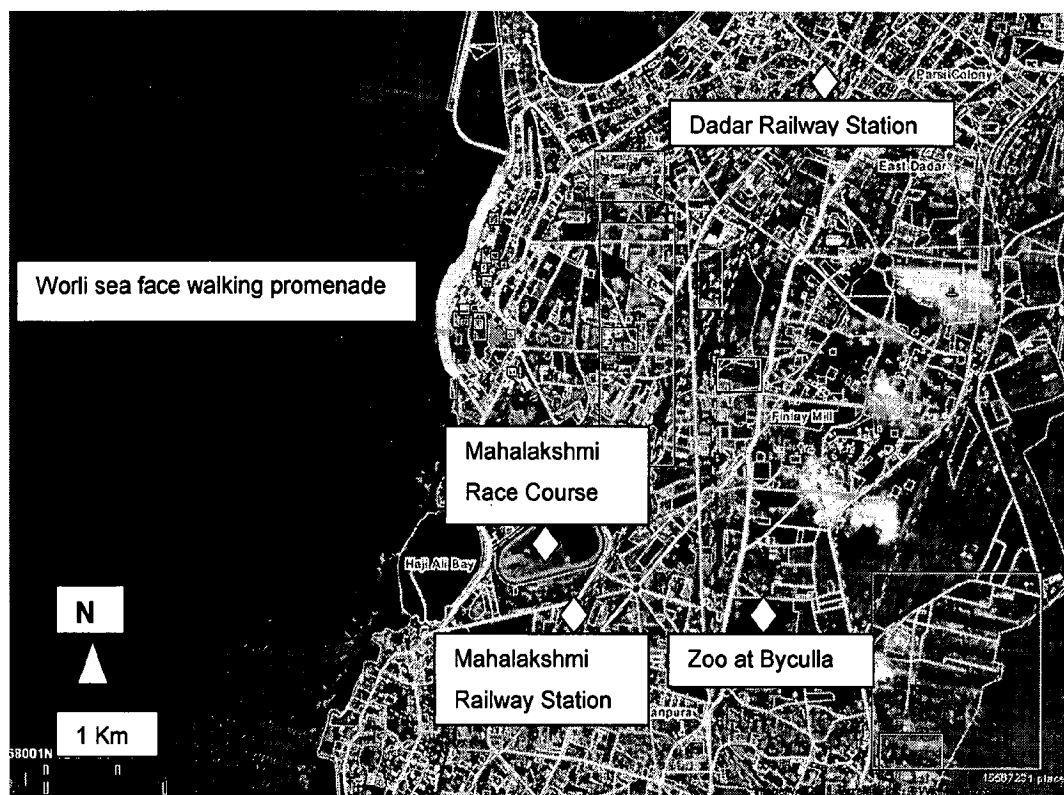 Parsi Colony
Dadar Railway Station
East Dadar
Worli sea face walking promenade
Finlay Mill
Mahalakshmi
Race Course
Haji Ali Bay
N
Mahalakshmi
Railway Station
Zoo at Byculla
1 Km